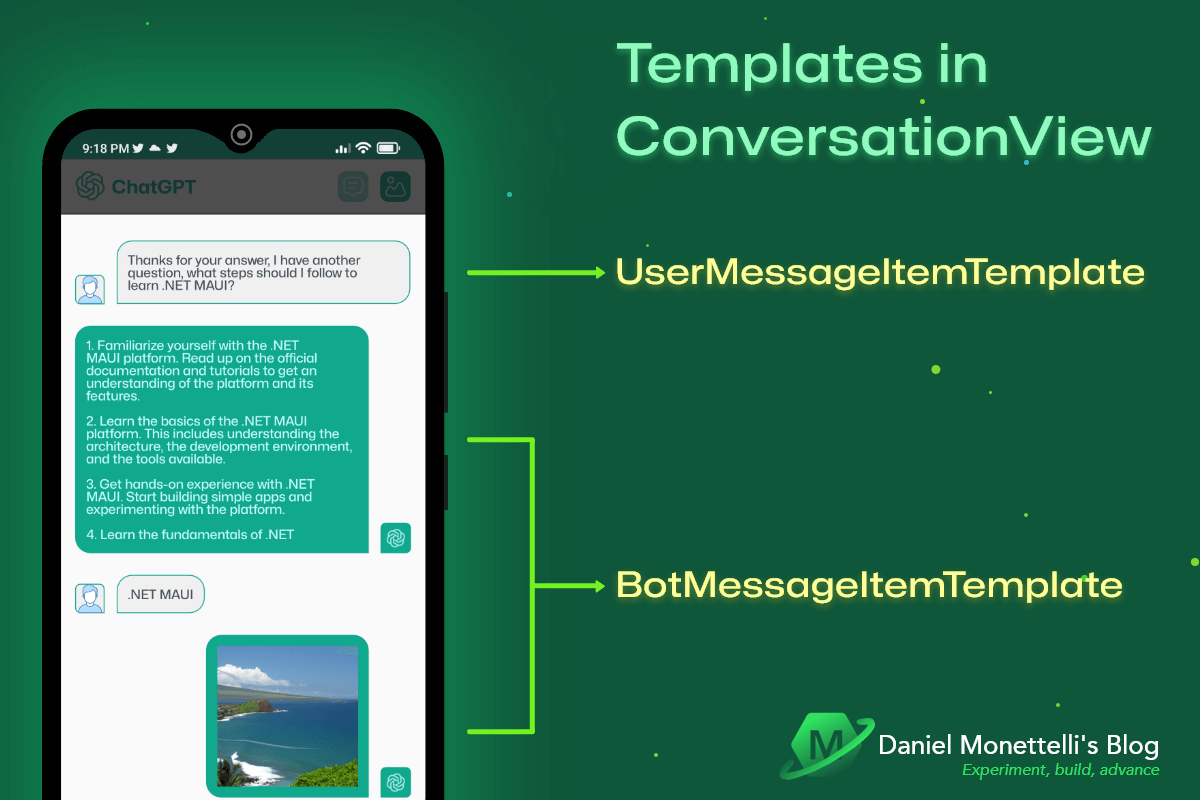 Templates in
ConversationView
9:18 PM
ChatGPT
Thanks for your answer, I have another
question, what steps should I follow to
learn .NET MAUI?
UserMessageItemTemplate
1. Familiarize yourself with the .NET
MAUI platform. Read up on the official
documentation and tutorials to get an
understanding of the platform and its
features.
2. Learn the basics of the .NET MAUI
platform. This includes understanding the
architecture, the development environment,
and the tools available.
3. Get hands-on experience with .NET
MAUI. Start building simple apps and
experimenting with the platform.
4. Learn the fundamentals of .NET
.NET MAUI
BotMessageItemTemplate
M
Daniel Monettelli's Blog
Experiment, build, advance